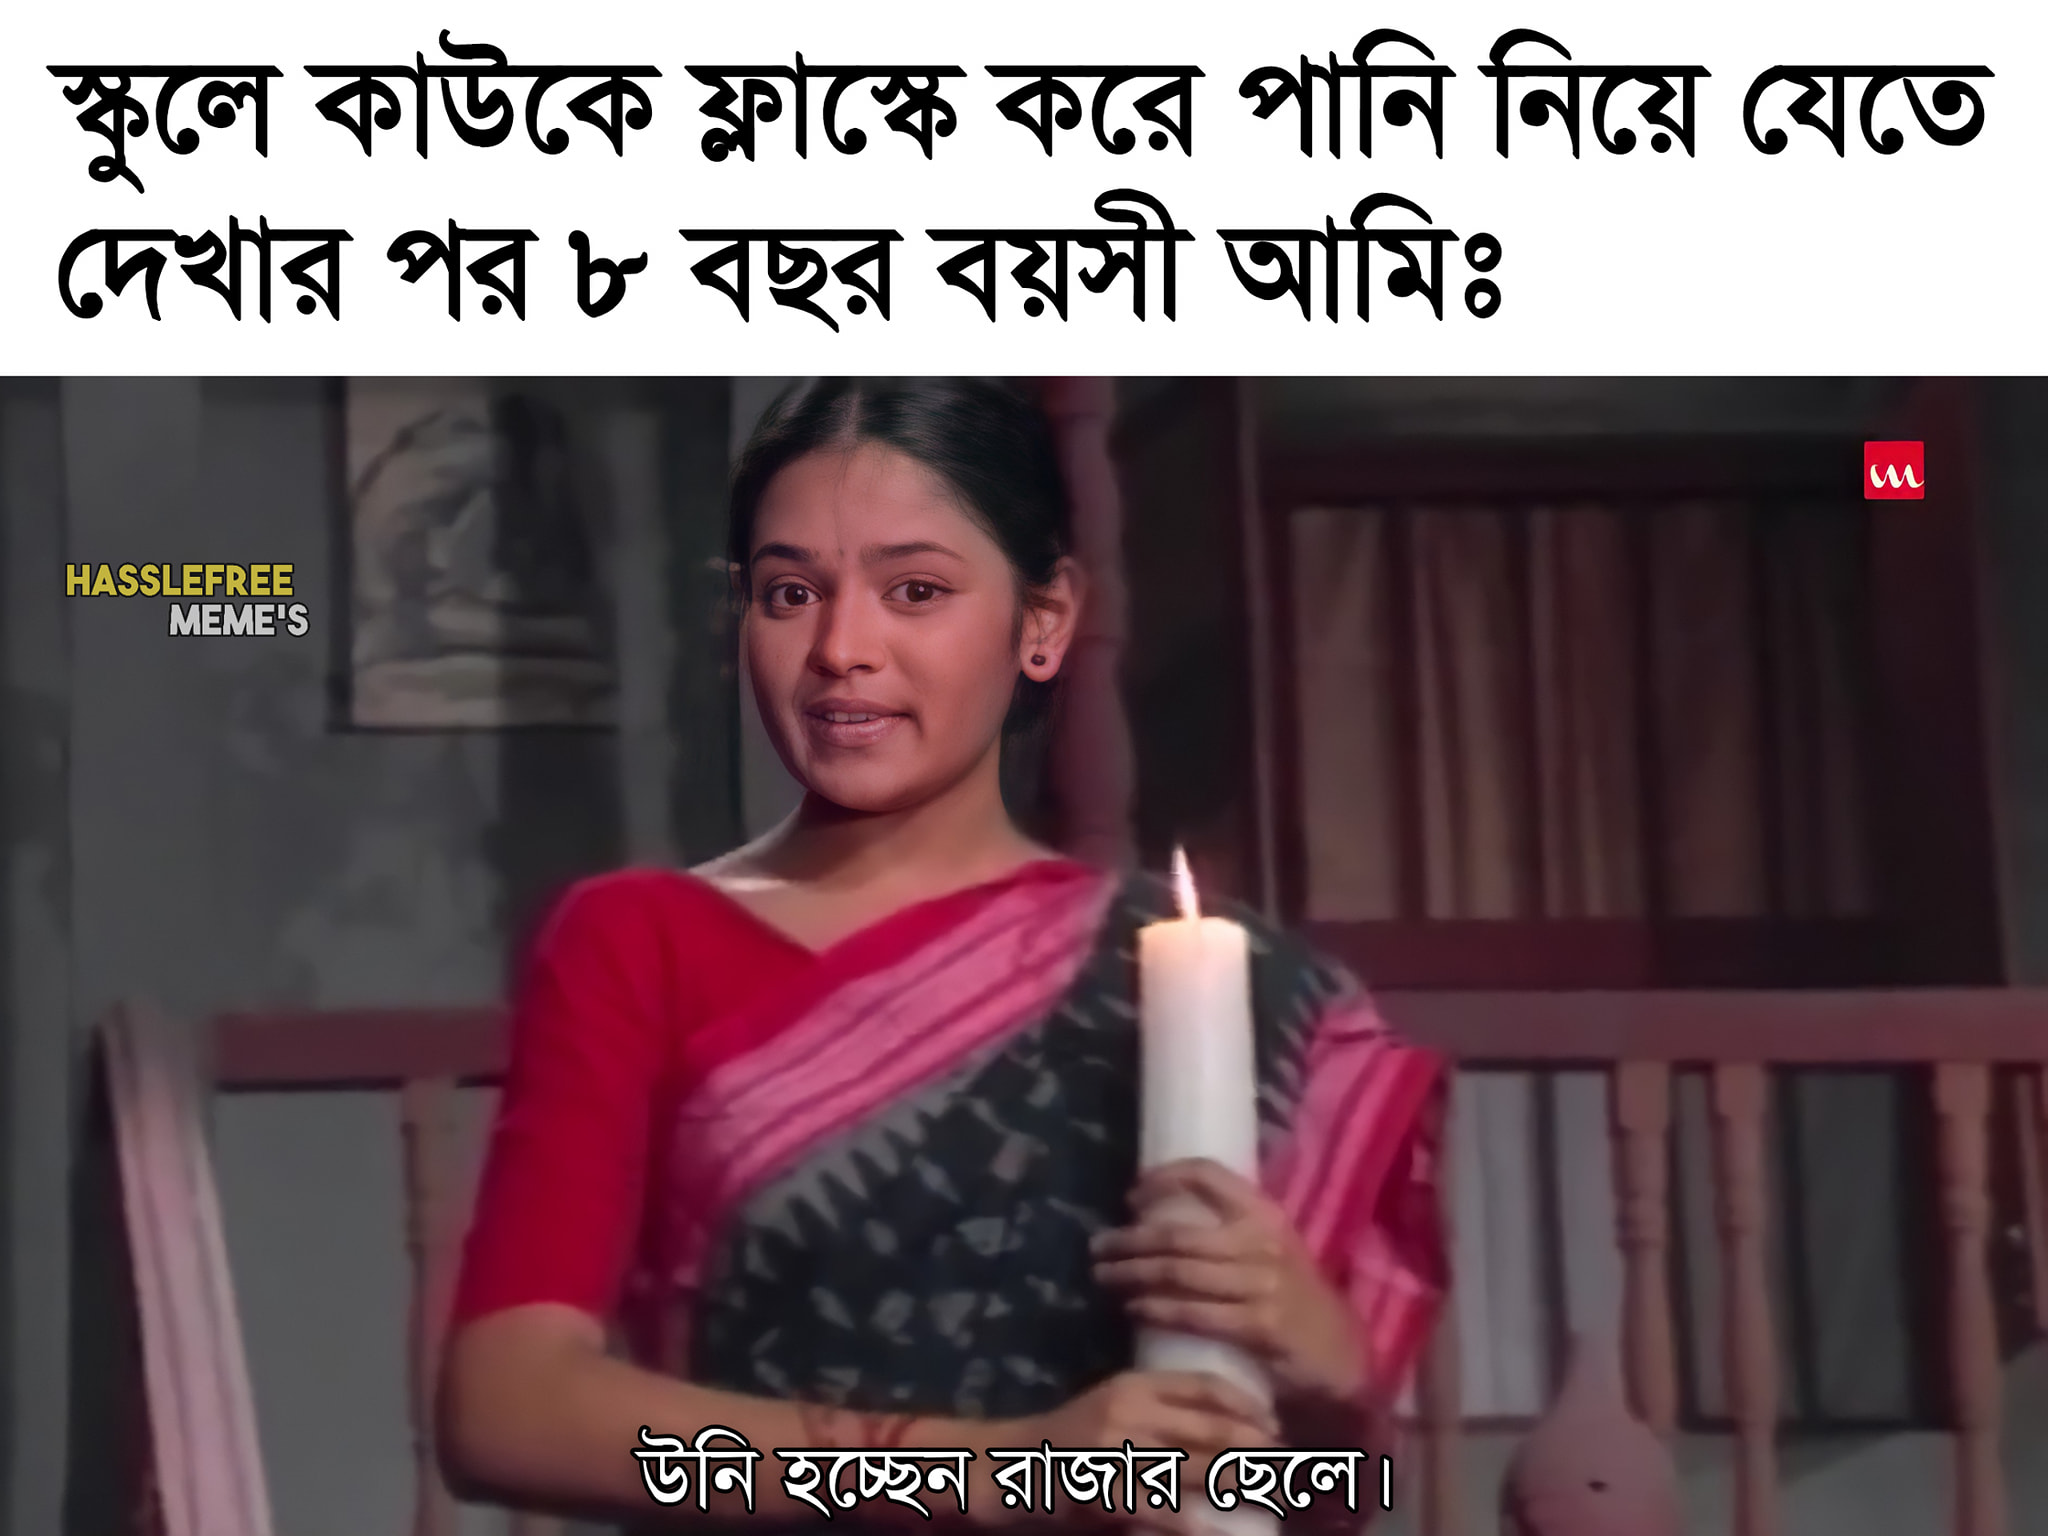 স্কুলে কাউকে ফ্লাস্কে করে পানি নিয়ে যেতে
দেখার পর ৮ বছর বয়সী আমিঃ
HASSLEFREE
MEME'S
উনি হচ্ছেন রাজার ছেলে।